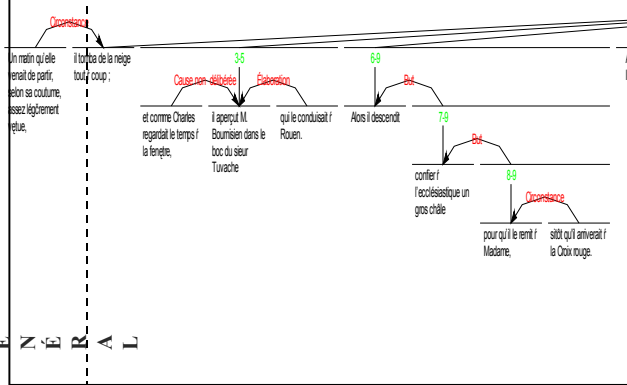 Circonstance
Un matin qu'elle
venait de partir,
selon sa coutume,
assez légčrement
vętue,
il tomba de la neige
tout ŕ coup ;
3-5
Cause non-délibérée
Élaboration
et comme Charles
regardait le temps ŕ
la fenętre,
il aperçut M.
Bournisien dans le
boc du sieur
Tuvache
qui le conduisait ŕ
Rouen.
6-9
But
Alors il descendit
7-9
But
confier ŕ
l'ecclésiastique un
gros châle
8-9
Circonstance
pour qu'il le remît ŕ
Madame,
sitôt qu'il arriverait ŕ
la Croix rouge.
N É R A L